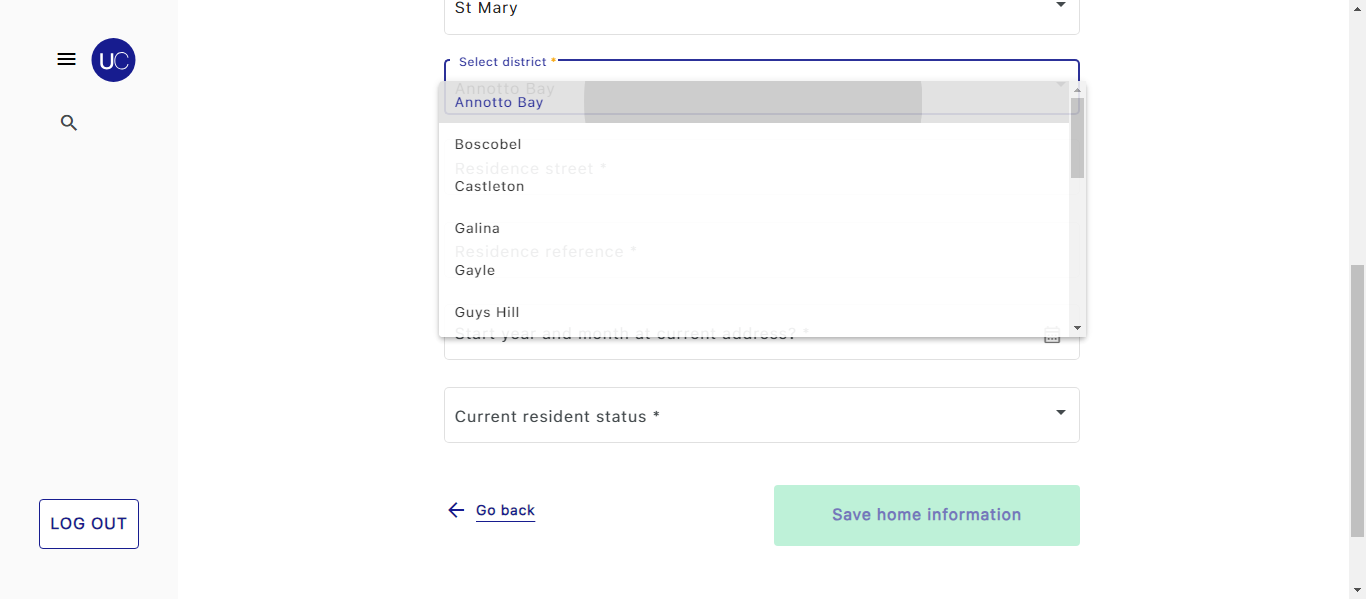 St Mary
UC
Select district *
Annotto Bay
Annotto Bay
Boscobel
Residence street *
Castleton
Galina
Residence reference *
Gayle
Guys Hill
Start year and month at current address? *
Current resident status *
Go back
Save home information
LOG OUT